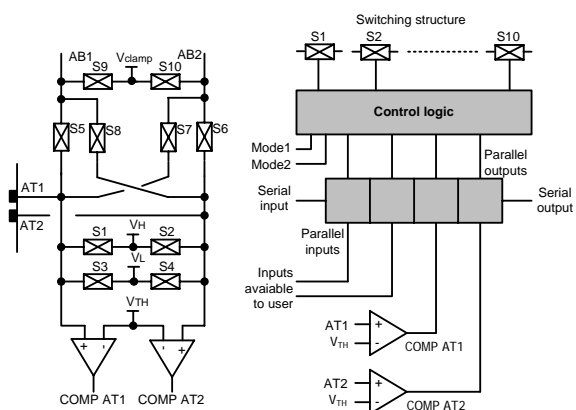 AB1
Vclamp
AB2
S9
S10
S5
S8
S7
S6
AT1
AT2
VH
S1
S2
VL
S3
S4
VTH
+ - - +
COMP AT1
COMP AT2
Switching structure
S1
S2
S10
Control logic
Mode1
Mode2
Parallel
outputs
Serial
input
Serial
output
Parallel
inputs
Inputs
avaiable
to user
AT1
+
VTH
-
COMP AT1
AT2
+
VTH
-
COMP AT2